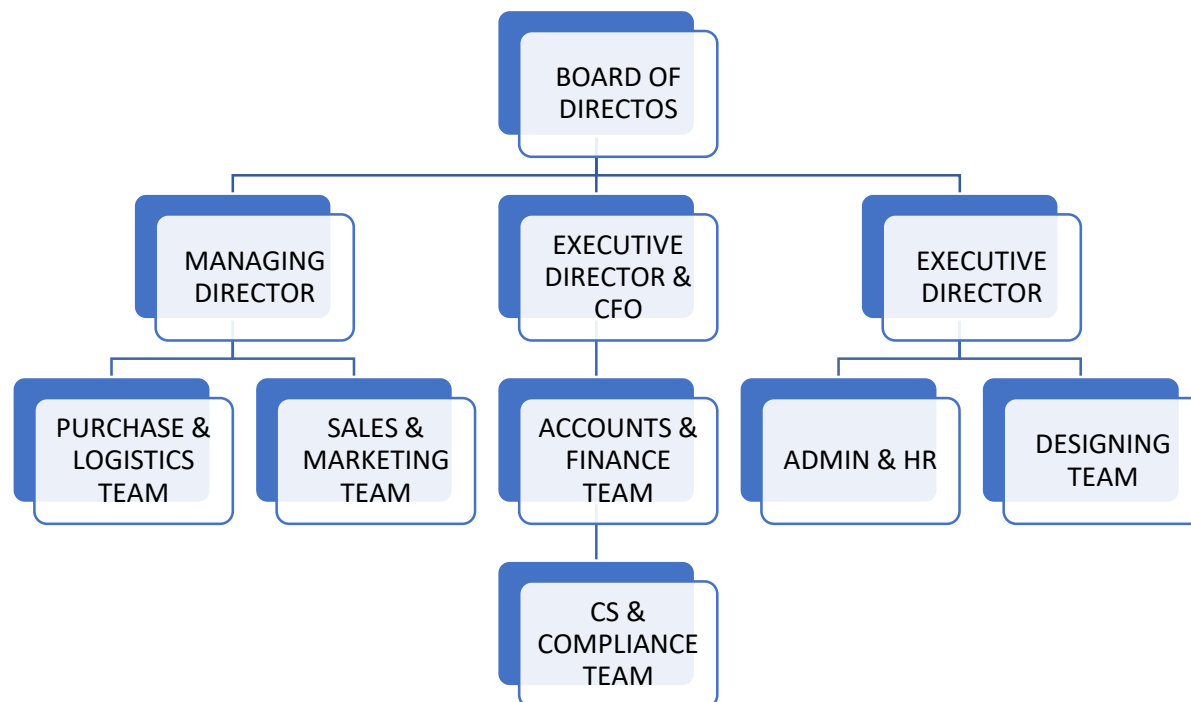 BOARD OF
DIRECTOS
MANAGING
DIRECTOR
EXECUTIVE
DIRECTOR &
CFO
EXECUTIVE
DIRECTOR
PURCHASE &
LOGISTICS
TEAM
SALES &
MARKETING
TEAM
ACCOUNTS &
FINANCE
TEAM
ADMIN & HR
DESIGNING
TEAM
CS &
COMPLIANCE
TEAM